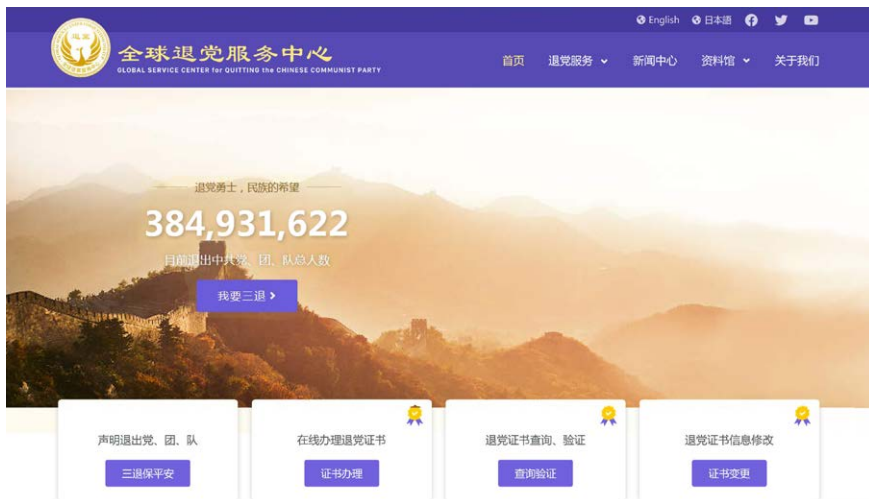 English 日本語
退党
全球退党服务中心
GLOBAL SERVICE CENTER for QUITTING the CHINESE COMMUNIST PARTY
首页 退党服务 新闻中心 资料馆 关于我们
退党勇士，民族的希望
384,931,622
目前退出中共党、团、队总人数
我要三退
声明退出党、团、队
三退保平安
在线办理退党证书
证书办理
退党证书查询、验证
查询验证
退党证书信息修改
证书变更